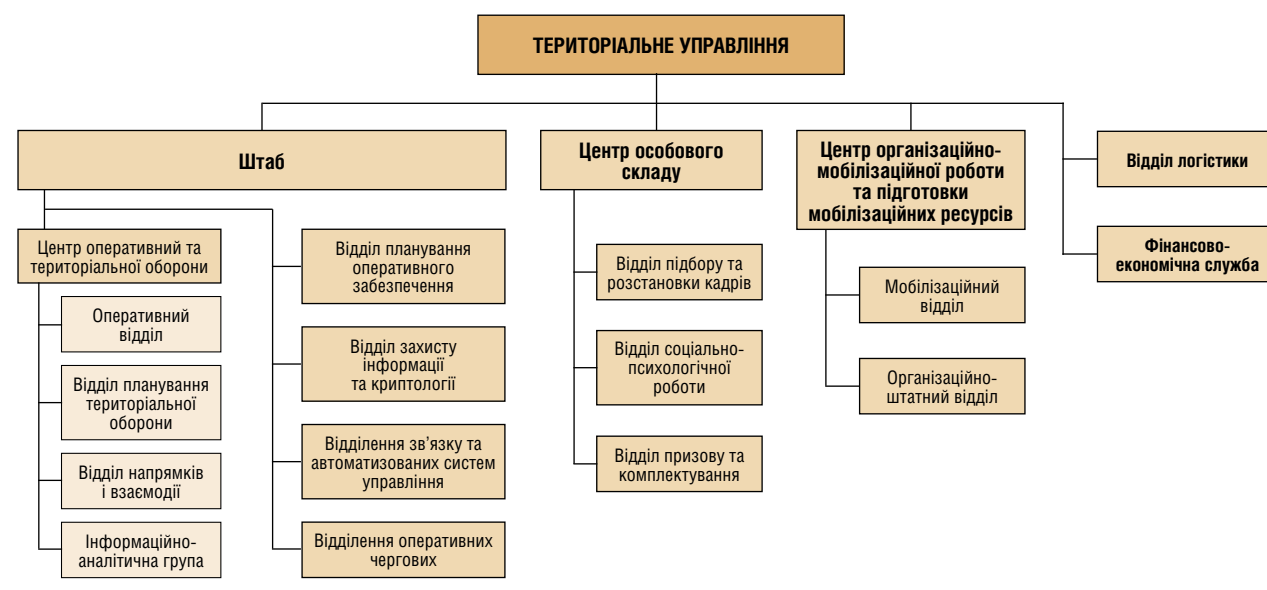 ТЕРИТОРІАЛЬНЕ УПРАВЛІННЯ
Штаб
Центр оперативний та
територіальної оборони
Оперативний
відділ
Відділ планування
територіальної
оборони
Відділ напрямків
і взаємодії
Інформаційно-
аналітична група
Відділ планування
оперативного
забезпечення
Відділ захисту
інформації
та криптології
Відділення зв’язку та
автоматизованих систем
управління
Відділення оперативних
чергових
Центр особового
складу
Відділ підбору та
розстановки кадрів
Відділ соціально-
психологічної
роботи
Відділ призову та
комплектування
Центр організаційно-
мобілізаційної роботи
та підготовки
мобілізаційних ресурсів
Мобілізаційний
відділ
Організаційно-
штатний відділ
Відділ логістики
Фінансово-
економічна служба